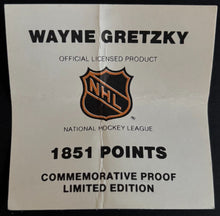 WAYNE GRETZKY
OFFICIAL LICENSED PRODUCT
NHL
NATIONAL HOCKEY LEAGUE
1851 POINTS
COMMEMORATIVE PROOF
LIMITED EDITION